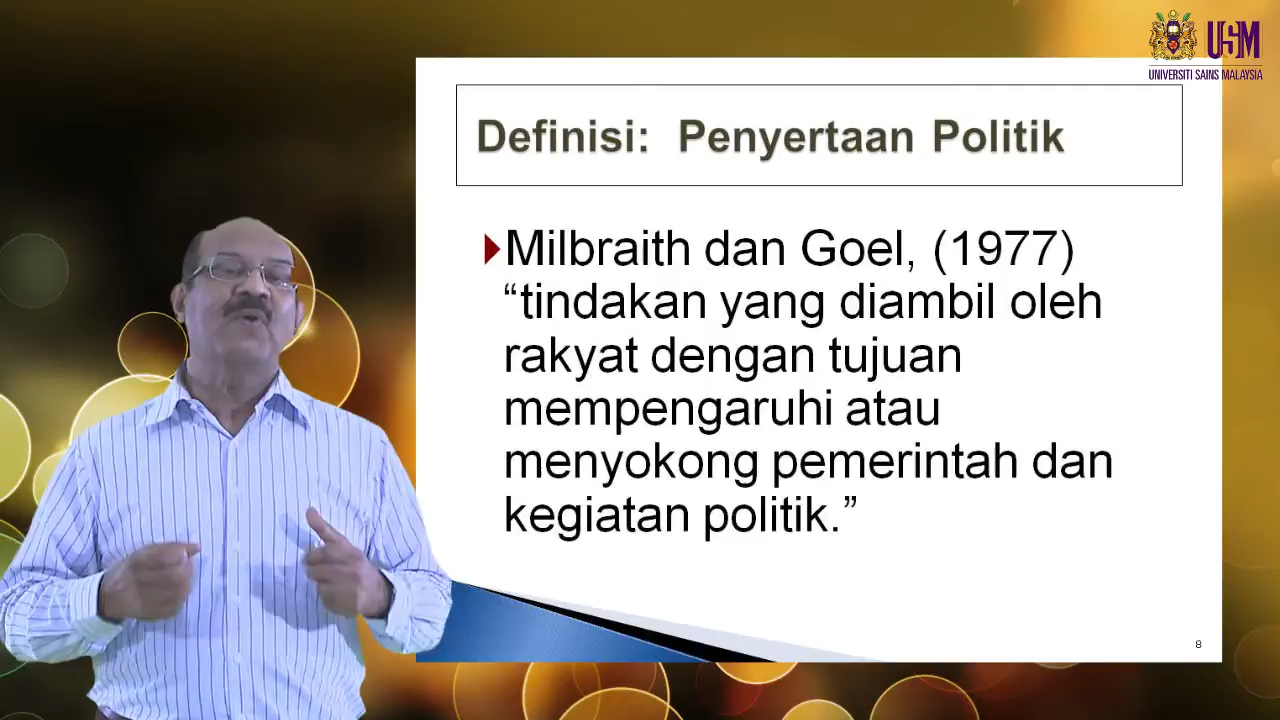 USM
UNIVERSITI SAINS MALAYSIA
Definisi: Penyertaan Politik
Milbraith dan Goel, (1977)
“tindakan yang diambil oleh
rakyat dengan tujuan
mempengaruhi atau
menyokong pemerintah dan
kegiatan politik.”
8